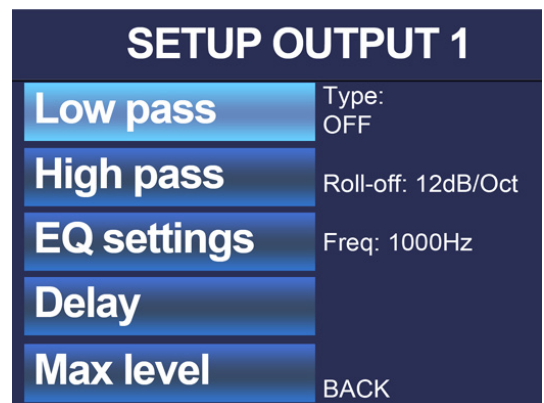 SETUP OUTPUT 1
Low pass
Type:
OFF
High pass
Roll-off: 12dB/Oct
EQ settings
Freq: 1000Hz
Delay
Max level
BACK